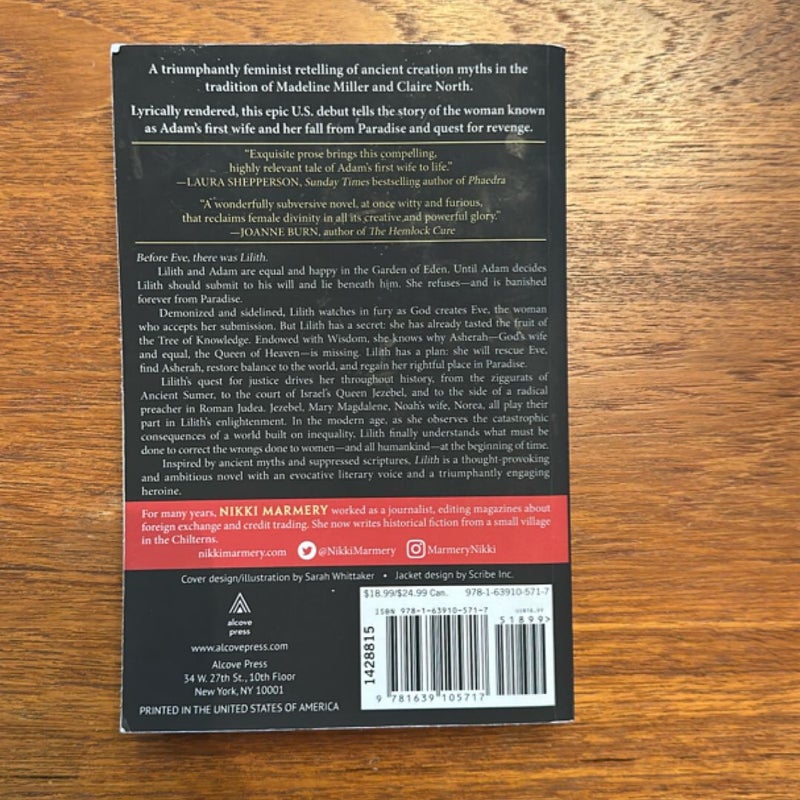 A triumphantly feminist retelling of ancient creation myths in the
tradition of Madeline Miller and Claire North.
Lyrically rendered, this epic U.S. debut tells the story of the woman known
as Adam's first wife and her fall from Paradise and quest for revenge.
"Exquisite prose brings this compelling,
highly relevant tale of Adam's first wife to life."
—LAURA SHEPPERSON, Sunday Times bestselling author of Phaedra
"A wonderfully subversive novel, at once witty and furious,
that reclaims female divinity in all its creative and powerful glory."
—JOANNE BURN, author of The Hemlock Cure
Before Eve, there was Lilith.
Lilith and Adam are equal and happy in the Garden of Eden. Until Adam decides
Lilith should submit to his will and lie beneath him. She refuses—and is banished
forever from Paradise.
Demonized and sidelined, Lilith watches in fury as God creates Eve, the woman
who accepts her submission. But Lilith has a secret: she has already tasted the fruit of
the Tree of Knowledge. Endowed with Wisdom, she knows why Asherah—God's wife
and equal, the Queen of Heaven—is missing. Lilith has a plan: she will rescue Eve,
find Asherah, restore balance to the world, and regain her rightful place in Paradise.
Lilith's quest for justice drives her throughout history, from the ziggurats of
Ancient Sumer, to the court of Israel's Queen Jezebel, and to the side of a radical
preacher in Roman Judea. Jezebel, Mary Magdalene, Noah's wife, Norea, all play their
part in Lilith's enlightenment. In the modern age, as she observes the catastrophic
consequences of a world built on inequality, Lilith finally understands what must be
done to correct the wrongs done to women—and all humankind—at the beginning of time.
Inspired by ancient myths and suppressed scriptures, Lilith is a thought-provoking
and ambitious novel with an evocative literary voice and a triumphantly engaging
heroine.
For many years, NIKKI MARMERY worked as a journalist, editing magazines about
foreign exchange and credit trading. She now writes historical fiction from a small village
in the Chilterns.
nikkimarmery.com @NikkiMarmery MarmeryNikki
Cover design/illustration by Sarah Whittaker • Jacket design by Scribe Inc.
alcove
press
www.alcovepress.com
Alcove Press
34 W. 27th St., 10th Floor
New York, NY 10001
PRINTED IN THE UNITED STATES OF AMERICA
$18.99/$24.99 Can. 978-1-63910-571-7
ISBN 978-1-63910-571-7
51899>
1428815
9 781639 105717